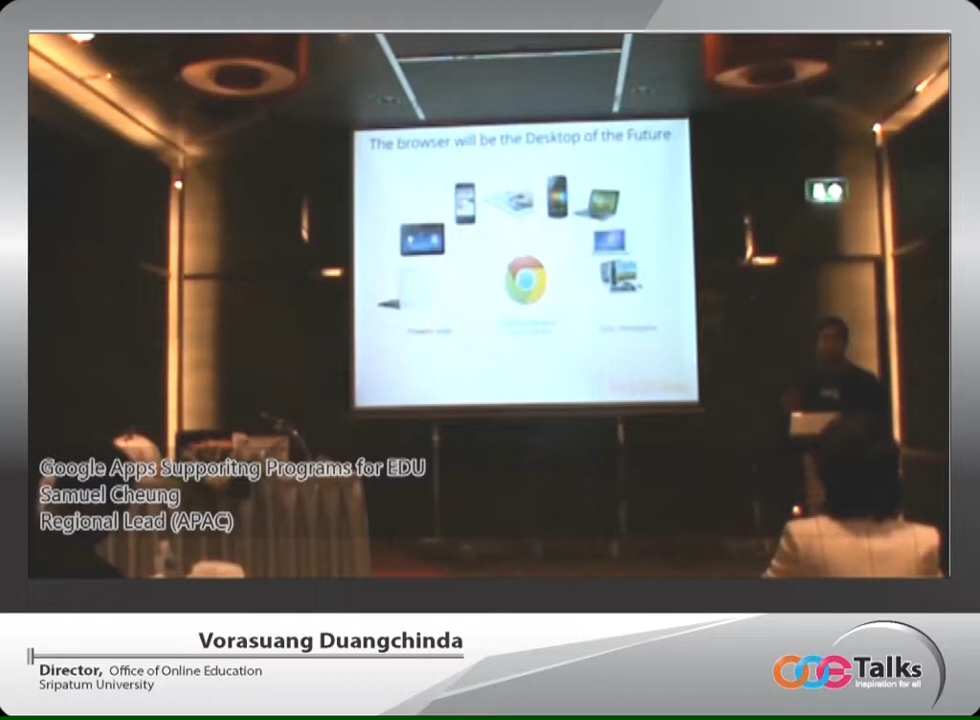 The browser will be the Desktop of the Future
Google Apps Supporitng Programs for EDU
Samuel Cheung
Regional Lead (APAC)
Vorasuang Duangchinda
Director, Office of Online Education
Sripatum University
OOE Talks
Inspiration for all